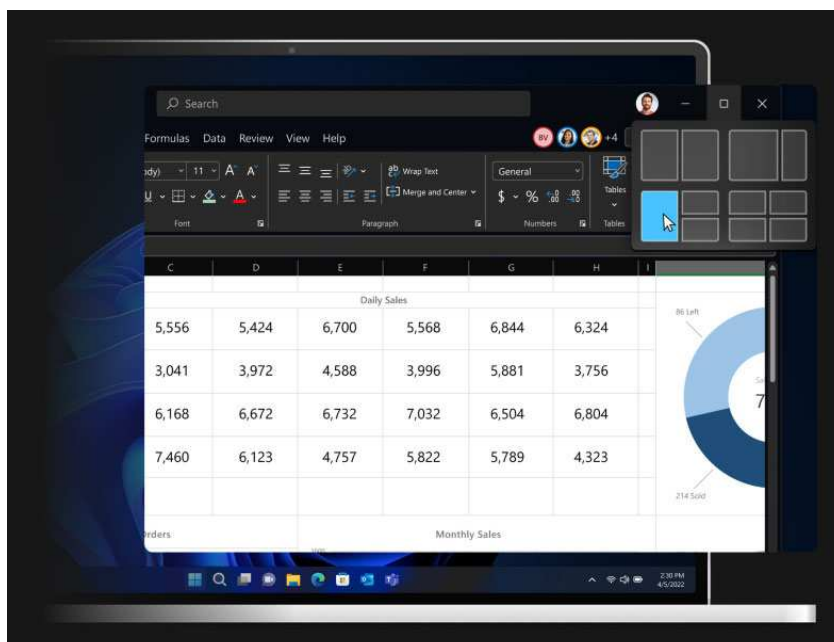 Search
BV +4
Formulas Data Review View Help
11 A A ab Wrap Text General
Merge and Center Tables
U A $ % .00
Font Paragraph Numbers Tables
C D E F G H I
Daily Sales
5,556 5,424 6,700 5,568 6,844 6,324
86 Left
3,041 3,972 4,588 3,996 5,881 3,756
7
6,168 6,672 6,732 7,032 6,504 6,804
7,460 6,123 4,757 5,822 5,789 4,323
214 Sold
Monthly Sales
2:30 PM
4/5/2022